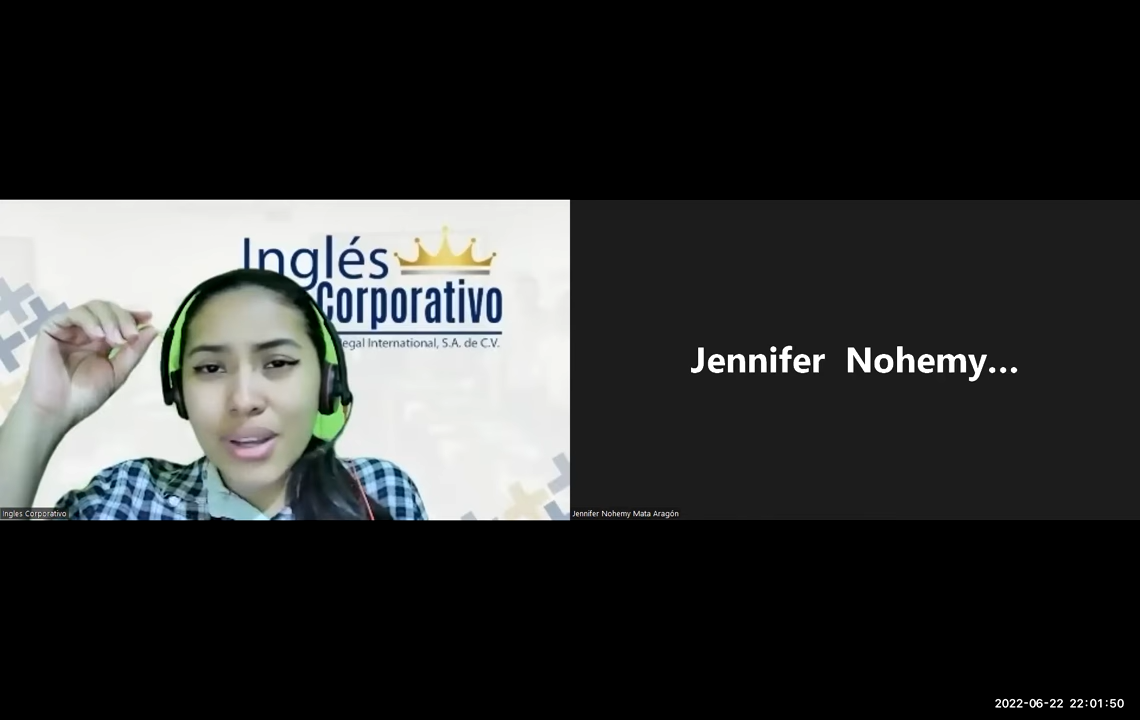 Inglés
Corporativo
legal International, S.A. de C.V.
Jennifer Nohemy...
Ingles Corporativo
Jennifer Nohemy Mata Aragón
2022-06-22 22:01:50